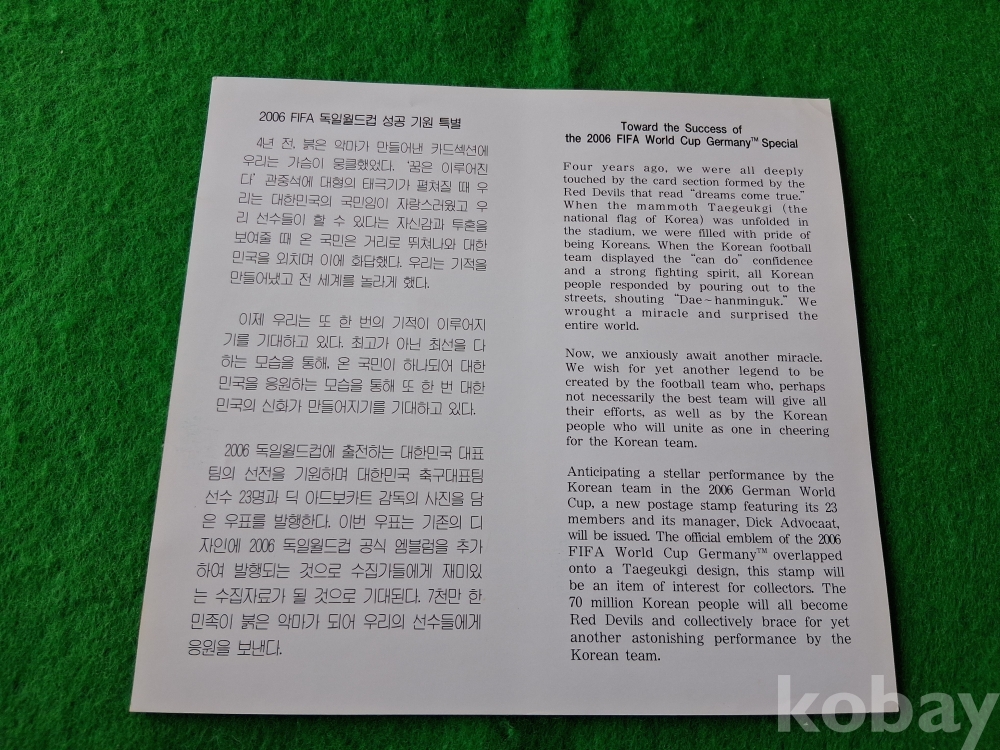 2006 FIFA 독일월드컵 성공 기원 특별
4년 전, 붉은 악마가 만들어낸 카드섹션에
우리는 가슴이 뭉클했었다. '꿈은 이루어진
다' 관중석에 대형의 태극기가 펼쳐질 때 우
리는 대한민국의 국민임이 자랑스러웠고 우
리 선수들이 할 수 있다는 자신감과 투혼을
보여줄 때 온 국민은 거리로 뛰쳐나와 대한
민국을 외치며 이에 화답했다. 우리는 기적을
만들어냈고 전 세계를 놀라게 했다.
이제 우리는 또 한 번의 기적이 이루어지
기를 기대하고 있다. 최고가 아닌 최선을 다
하는 모습을 통해, 온 국민이 하나되어 대한
민국을 응원하는 모습을 통해 또 한 번 대한
민국의 신화가 만들어지기를 기대하고 있다.
2006 독일월드컵에 출전하는 대한민국 대표
팀의 선전을 기원하며 대한민국 축구대표팀
선수 23명과 딕 아드보카트 감독의 사진을 담
은 우표를 발행한다. 이번 우표는 기존의 디
자인에 2006 독일월드컵 공식 엠블럼을 추가
하여 발행되는 것으로 수집가들에게 재미있
는 수집자료가 될 것으로 기대된다. 7천만 한
민족이 붉은 악마가 되어 우리의 선수들에게
응원을 보낸다.
Toward the Success of
the 2006 FIFA World Cup Germany™ Special
Four years ago, we were all deeply
touched by the card section formed by the
Red Devils that read "dreams come true."
When the mammoth Taegeukgi (the
national flag of Korea) was unfolded in
the stadium, we were filled with pride of
being Koreans. When the Korean football
team displayed the "can do" confidence
and a strong fighting spirit, all Korean
people responded by pouring out to the
streets, shouting "Dae~hanminguk." We
wrought a miracle and surprised the
entire world.
Now, we anxiously await another miracle.
We wish for yet another legend to be
created by the football team who, perhaps
not necessarily the best team will give all
their efforts, as well as by the Korean
people who will unite as one in cheering
for the Korean team.
Anticipating a stellar performance by the
Korean team in the 2006 German World
Cup, a new postage stamp featuring its 23
members and its manager, Dick Advocaat,
will be issued. The official emblem of the 2006
FIFA World Cup Germany™ overlapped
onto a Taegeukgi design, this stamp will
be an item of interest for collectors. The
70 million Korean people will all become
Red Devils and collectively brace for yet
another astonishing performance by the
Korean team.
kobay